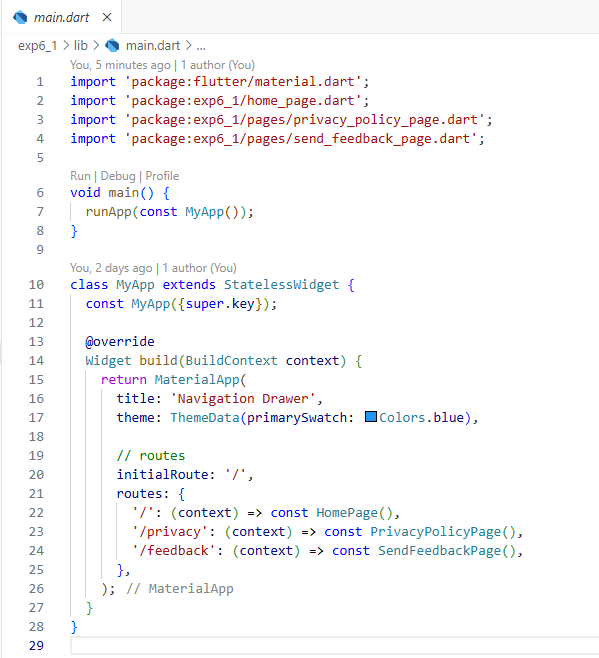 main.dart ×
exp6_1 > lib > main.dart > ...
You, 5 minutes ago | 1 author (You)
1 import 'package:flutter/material.dart';
2 import 'package:exp6_1/home_page.dart';
3 import 'package:exp6_1/pages/privacy_policy_page.dart';
4 import 'package:exp6_1/pages/send_feedback_page.dart';
5
Run | Debug | Profile
6 void main() {
7   runApp(const MyApp());
8 }
9
You, 2 days ago | 1 author (You)
10 class MyApp extends StatelessWidget {
11   const MyApp({super.key});
12
13   @override
14   Widget build(BuildContext context) {
15     return MaterialApp(
16       title: 'Navigation Drawer',
17       theme: ThemeData(primarySwatch: Colors.blue),
18
19       // routes
20       initialRoute: '/',
21       routes: {
22         '/': (context) => const HomePage(),
23         '/privacy': (context) => const PrivacyPolicyPage(),
24         '/feedback': (context) => const SendFeedbackPage(),
25       },
26     ); // MaterialApp
27   }
28 }
29